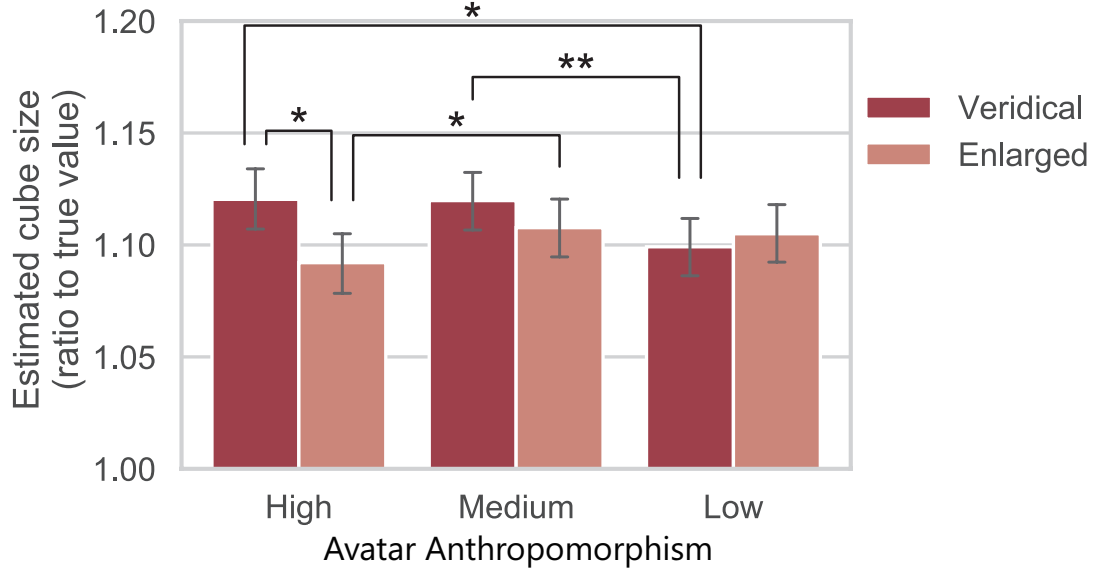 1.20
1.15
1.10
1.05
1.00
Estimated cube size
(ratio to true value)
*
**
*
*
Veridical
Enlarged
High
Medium
Low
Avatar Anthropomorphism